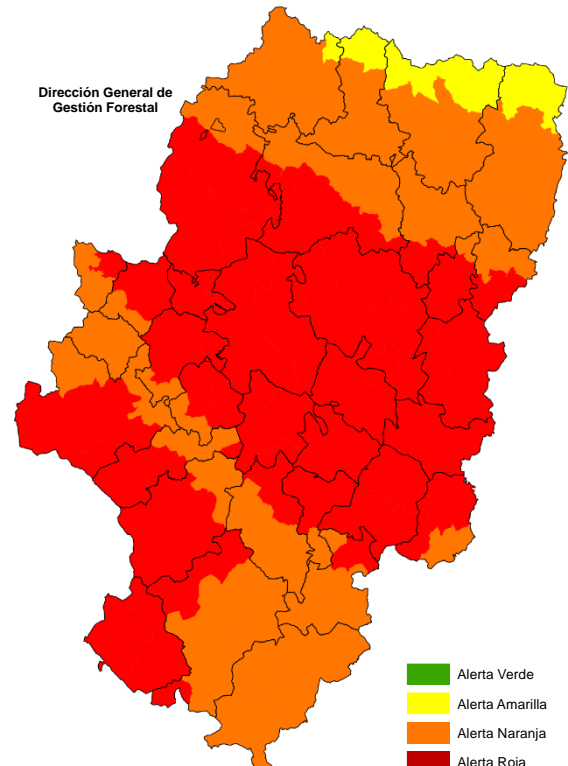 Dirección General de
Gestión Forestal
Alerta Verde
Alerta Amarilla
Alerta Naranja
Alerta Roja